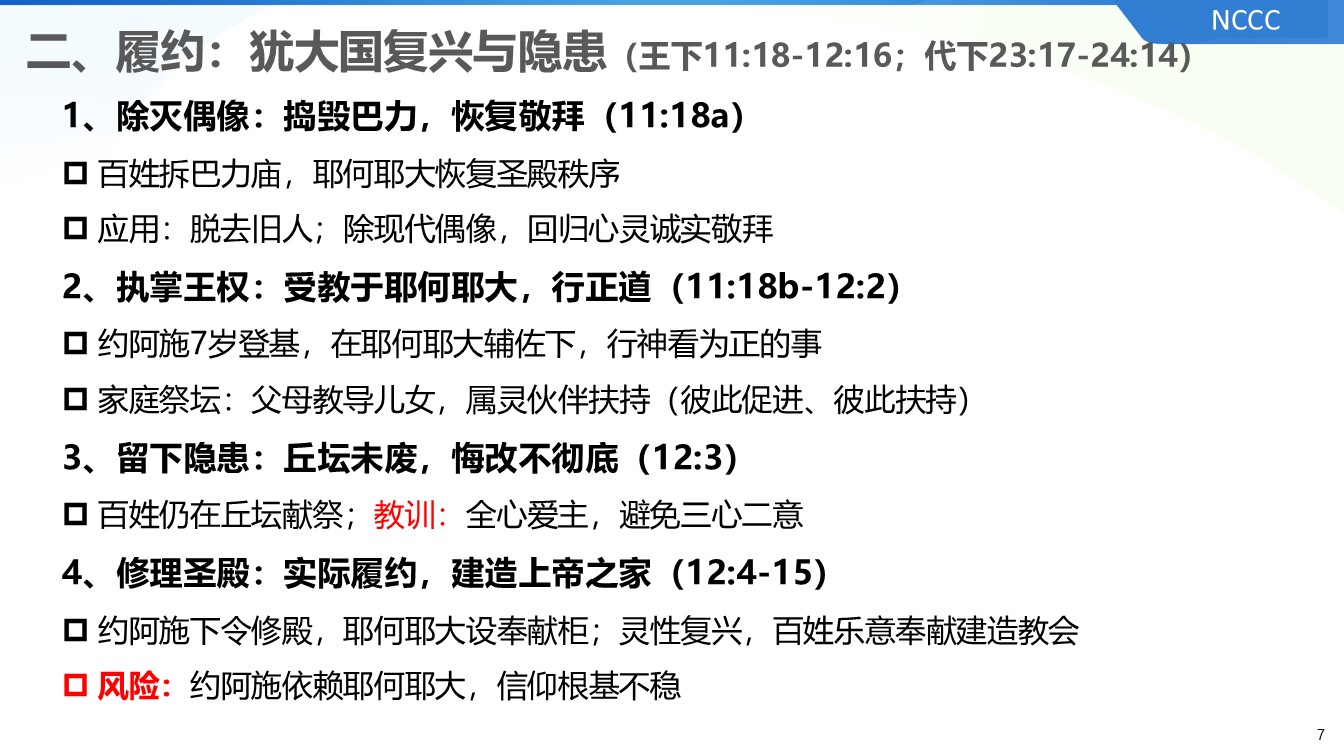 NCCC
二、履约：犹大国复兴与隐患（王下11:18-12:16；代下23:17-24:14）
1、除灭偶像：捣毁巴力，恢复敬拜（11:18a）
百姓拆巴力庙，耶何耶大恢复圣殿秩序
应用：脱去旧人；除现代偶像，回归心灵诚实敬拜
2、执掌王权：受教于耶何耶大，行正道（11:18b-12:2）
约阿施7岁登基，在耶何耶大辅佐下，行神看为正的事
家庭祭坛：父母教导儿女，属灵伙伴扶持（彼此促进、彼此扶持）
3、留下隐患：丘坛未废，悔改不彻底（12:3）
百姓仍在丘坛献祭；教训：全心爱主，避免三心二意
4、修理圣殿：实际履约，建造上帝之家（12:4-15）
约阿施下令修殿，耶何耶大设奉献柜；灵性复兴，百姓乐意奉献建造教会
风险：约阿施依赖耶何耶大，信仰根基不稳
7